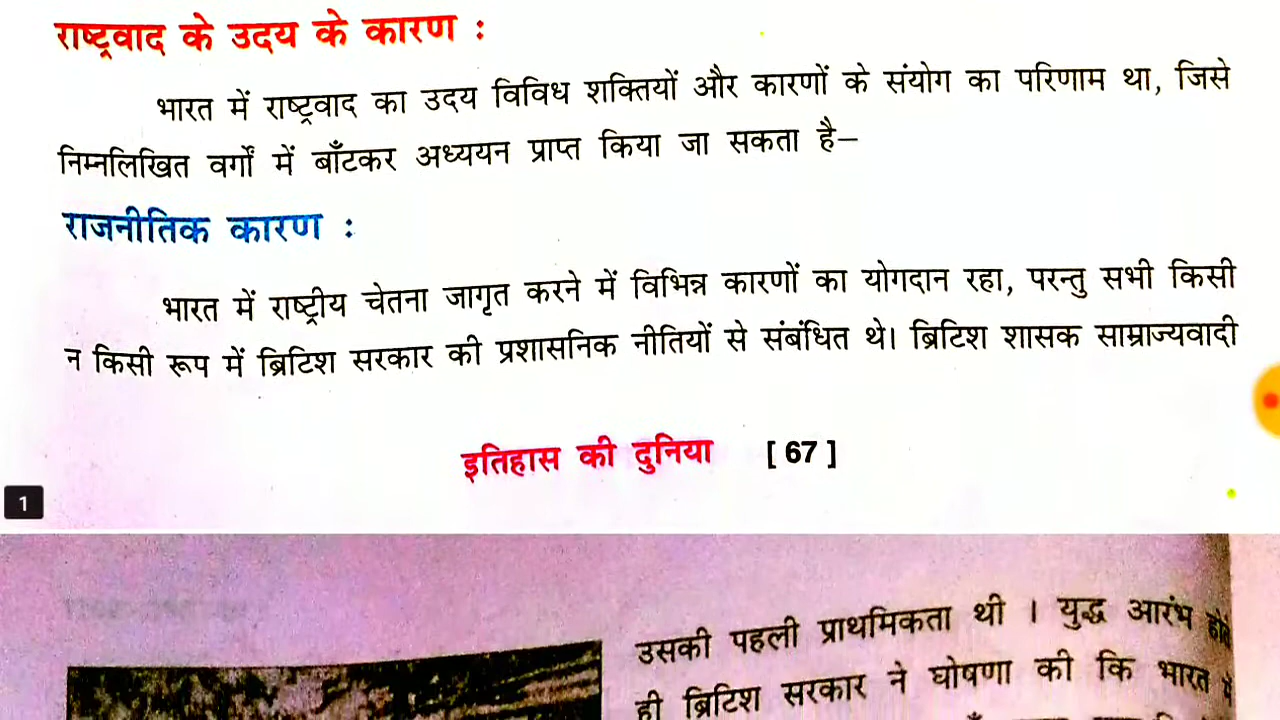 राष्ट्रवाद के उदय के कारण :
भारत में राष्ट्रवाद का उदय विविध शक्तियों और कारणों के संयोग का परिणाम था, जिसे
निम्नलिखित वर्गों में बाँटकर अध्ययन प्राप्त किया जा सकता है–
राजनीतिक कारण :
भारत में राष्ट्रीय चेतना जागृत करने में विभिन्न कारणों का योगदान रहा, परन्तु सभी किसी
न किसी रूप में ब्रिटिश सरकार की प्रशासनिक नीतियों से संबंधित थे। ब्रिटिश शासक साम्राज्यवादी
इतिहास की दुनिया [ 67 ]
1
उसकी पहली प्राथमिकता थी । युद्ध आरंभ होते
ही ब्रिटिश सरकार ने घोषणा की कि भारत में